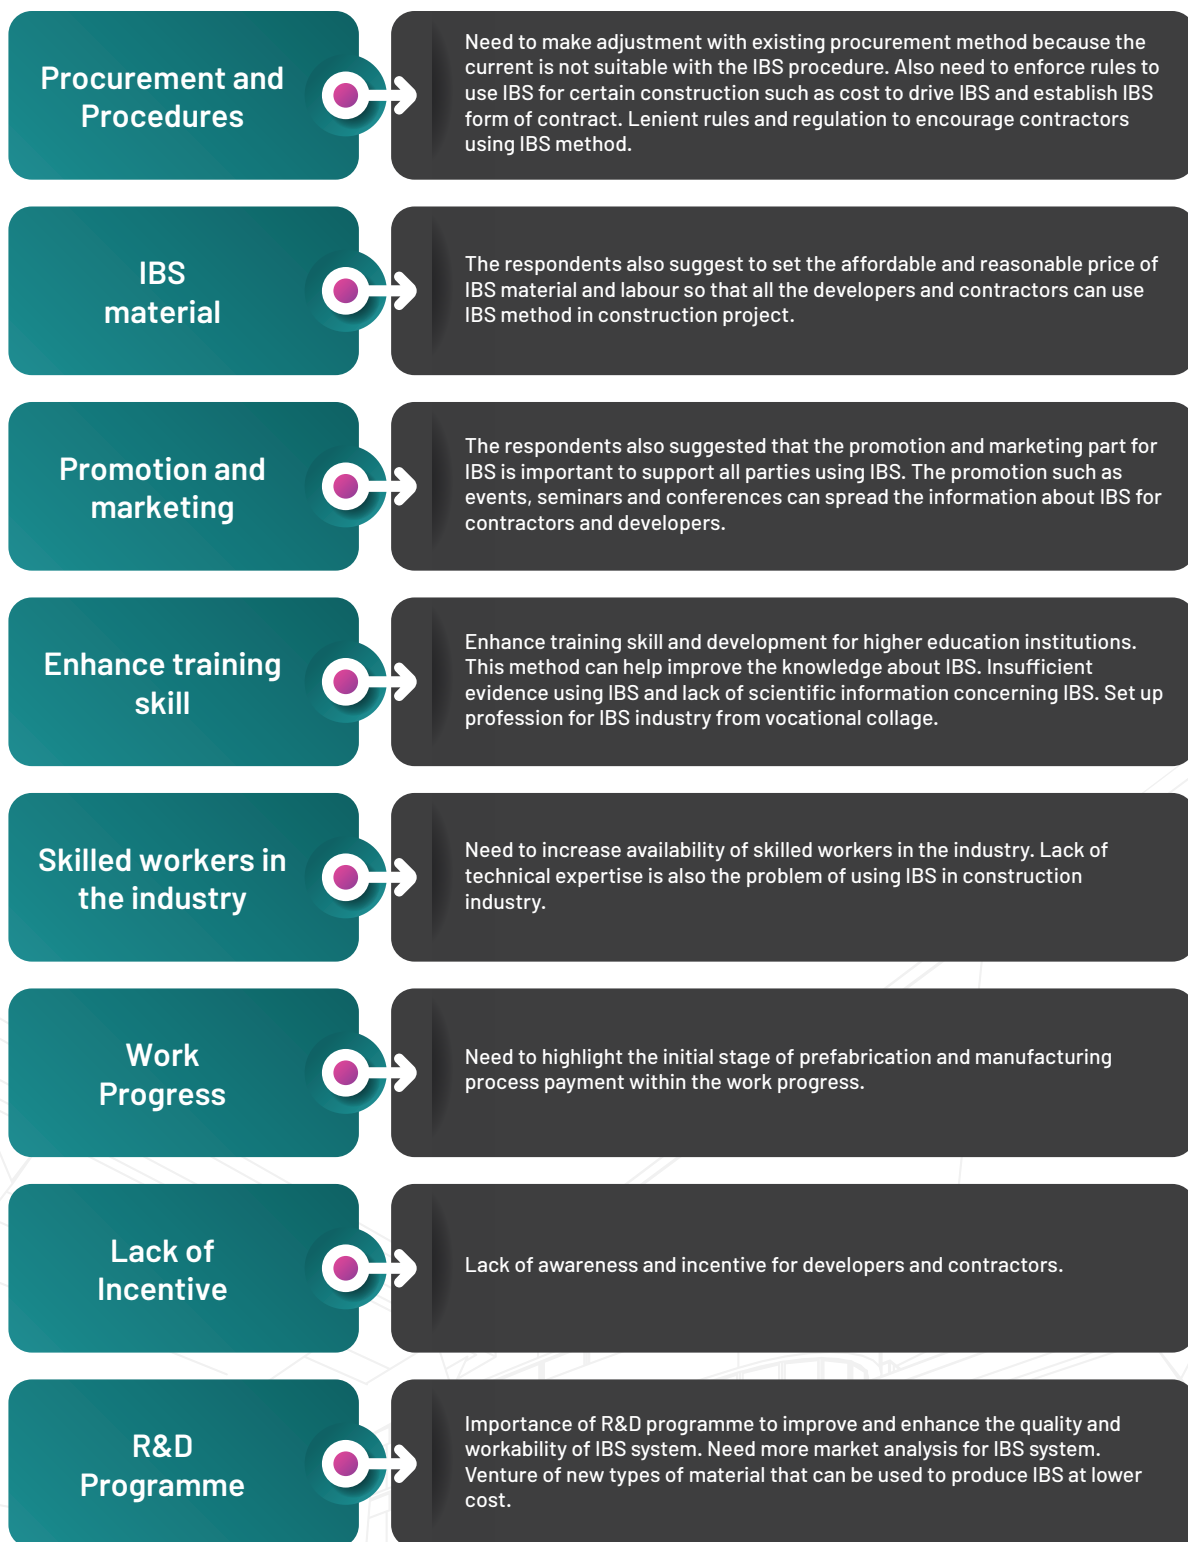 Procurement and
Procedures
Need to make adjustment with existing procurement method because the
current is not suitable with the IBS procedure. Also need to enforce rules to
use IBS for certain construction such as cost to drive IBS and establish IBS
form of contract. Lenient rules and regulation to encourage contractors
using IBS method.
IBS
material
The respondents also suggest to set the affordable and reasonable price of
IBS material and labour so that all the developers and contractors can use
IBS method in construction project.
Promotion and
marketing
The respondents also suggested that the promotion and marketing part for
IBS is important to support all parties using IBS. The promotion such as
events, seminars and conferences can spread the information about IBS for
contractors and developers.
Enhance training
skill
Enhance training skill and development for higher education institutions.
This method can help improve the knowledge about IBS. Insufficient
evidence using IBS and lack of scientific information concerning IBS. Set up
profession for IBS industry from vocational collage.
Skilled workers in
the industry
Need to increase availability of skilled workers in the industry. Lack of
technical expertise is also the problem of using IBS in construction
industry.
Work
Progress
Need to highlight the initial stage of prefabrication and manufacturing
process payment within the work progress.
Lack of
Incentive
Lack of awareness and incentive for developers and contractors.
R&D
Programme
Importance of R&D programme to improve and enhance the quality and
workability of IBS system. Need more market analysis for IBS system.
Venture of new types of material that can be used to produce IBS at lower
cost.